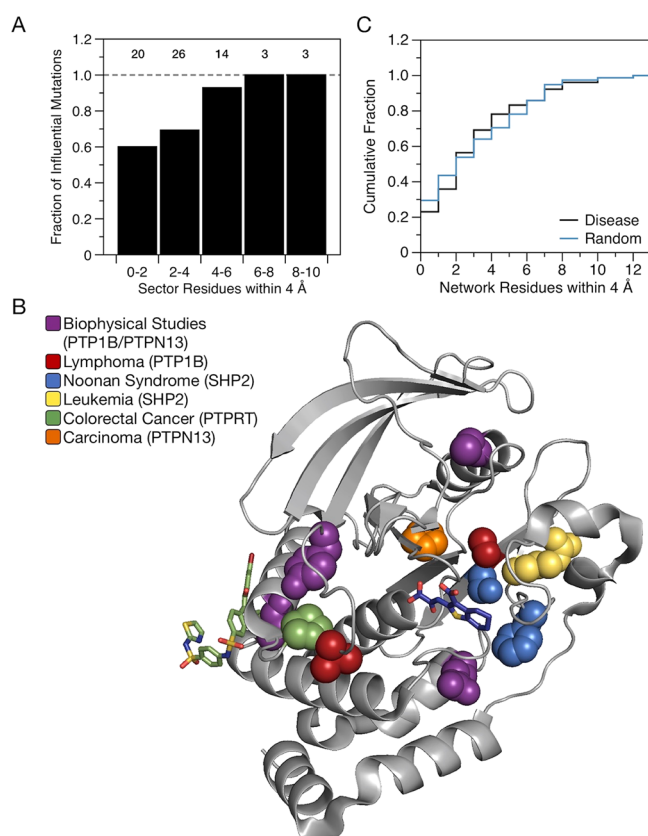 A
1.2
1.0
0.8
0.6
0.4
0.2
0
Fraction of Influential Mutations
20 26 14 3 3
0-2 2-4 4-6 6-8 8-10
Sector Residues within 4 Å
C
1.2
1.0
0.8
0.6
0.4
0.2
0
Cumulative Fraction
Disease
Random
0 2 4 6 8 10 12
Network Residues within 4 Å
B
Biophysical Studies
(PTP1B/PTPN13)
Lymphoma (PTP1B)
Noonan Syndrome (SHP2)
Leukemia (SHP2)
Colorectal Cancer (PTPRT)
Carcinoma (PTPN13)